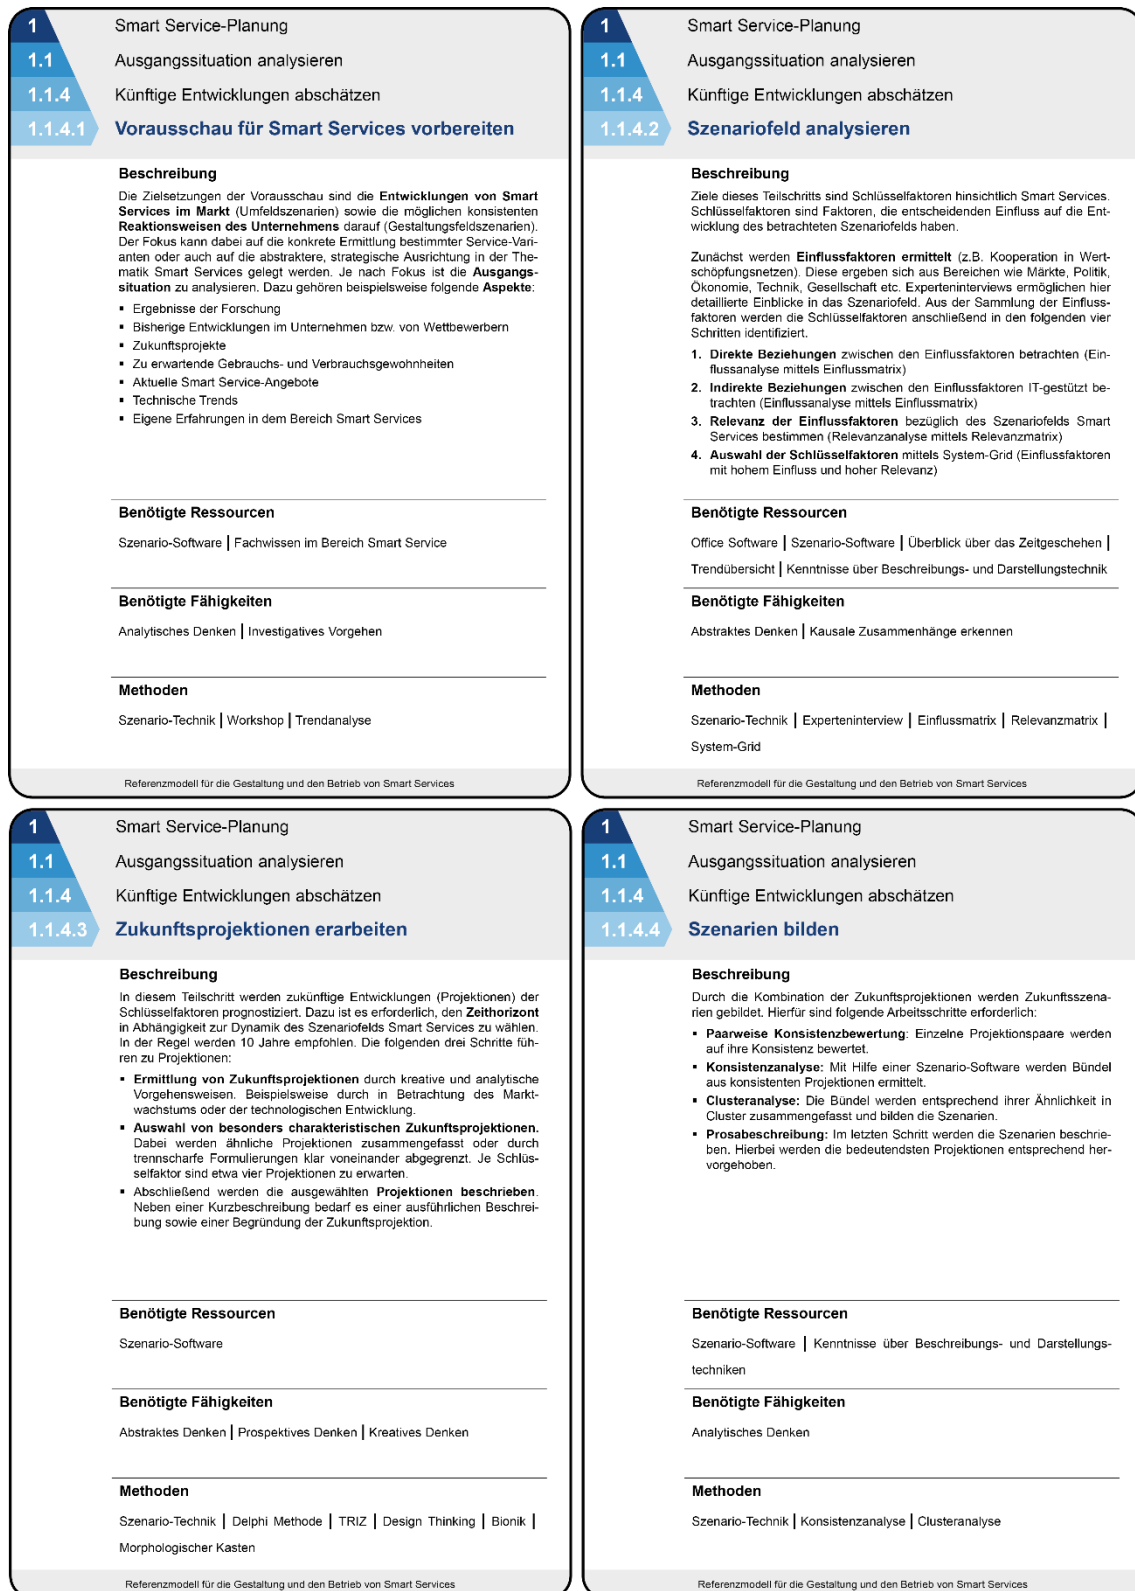 1 Smart Service-Planung
1.1 Ausgangssituation analysieren
1.1.4 Künftige Entwicklungen abschätzen
1.1.4.1 Vorausschau für Smart Services vorbereiten
Beschreibung
Die Zielsetzungen der Vorausschau sind die Entwicklungen von Smart
Services im Markt (Umfeldszenarien) sowie die möglichen konsistenten
Reaktionsweisen des Unternehmens darauf (Gestaltungsfeldszenarien).
Der Fokus kann dabei auf die konkrete Ermittlung bestimmter Service-Vari-
anten oder auch auf die abstraktere, strategische Ausrichtung in der The-
matik Smart Services gelegt werden. Je nach Fokus ist die Ausgangs-
situation zu analysieren. Dazu gehören beispielsweise folgende Aspekte:
▪ Ergebnisse der Forschung
▪ Bisherige Entwicklungen im Unternehmen bzw. von Wettbewerbern
▪ Zukunftsprojekte
▪ Zu erwartende Gebrauchs- und Verbrauchsgewohnheiten
▪ Aktuelle Smart Service-Angebote
▪ Technische Trends
▪ Eigene Erfahrungen in dem Bereich Smart Services
Benötigte Ressourcen
Szenario-Software | Fachwissen im Bereich Smart Service
Benötigte Fähigkeiten
Analytisches Denken | Investigatives Vorgehen
Methoden
Szenario-Technik | Workshop | Trendanalyse
Referenzmodell für die Gestaltung und den Betrieb von Smart Services
1 Smart Service-Planung
1.1 Ausgangssituation analysieren
1.1.4 Künftige Entwicklungen abschätzen
1.1.4.2 Szenariofeld analysieren
Beschreibung
Ziele dieses Teilschritts sind Schlüsselfaktoren hinsichtlich Smart Services.
Schlüsselfaktoren sind Faktoren, die entscheidenden Einfluss auf die Ent-
wicklung des betrachteten Szenariofelds haben.
Zunächst werden Einflussfaktoren ermittelt (z.B. Kooperation in Wert-
schöpfungsnetzen). Diese ergeben sich aus Bereichen wie Märkte, Politik,
Ökonomie, Technik, Gesellschaft etc. Experteninterviews ermöglichen hier
detaillierte Einblicke in das Szenariofeld. Aus der Sammlung der Einfluss-
faktoren werden die Schlüsselfaktoren anschließend in den folgenden vier
Schritten identifiziert.
1. Direkte Beziehungen zwischen den Einflussfaktoren betrachten (Ein-
flussanalyse mittels Einflussmatrix)
2. Indirekte Beziehungen zwischen den Einflussfaktoren IT-gestützt be-
trachten (Einflussanalyse mittels Einflussmatrix)
3. Relevanz der Einflussfaktoren bezüglich des Szenariofelds Smart
Services bestimmen (Relevanzanalyse mittels Relevanzmatrix)
4. Auswahl der Schlüsselfaktoren mittels System-Grid (Einflussfaktoren
mit hohem Einfluss und hoher Relevanz)
Benötigte Ressourcen
Office Software | Szenario-Software | Überblick über das Zeitgeschehen |
Trendübersicht | Kenntnisse über Beschreibungs- und Darstellungstechnik
Benötigte Fähigkeiten
Abstraktes Denken | Kausale Zusammenhänge erkennen
Methoden
Szenario-Technik | Experteninterview | Einflussmatrix | Relevanzmatrix |
System-Grid
Referenzmodell für die Gestaltung und den Betrieb von Smart Services
1 Smart Service-Planung
1.1 Ausgangssituation analysieren
1.1.4 Künftige Entwicklungen abschätzen
1.1.4.3 Zukunftsprojektionen erarbeiten
Beschreibung
In diesem Teilschritt werden zukünftige Entwicklungen (Projektionen) der
Schlüsselfaktoren prognostiziert. Dazu ist es erforderlich, den Zeithorizont
in Abhängigkeit zur Dynamik des Szenariofelds Smart Services zu wählen.
In der Regel werden 10 Jahre empfohlen. Die folgenden drei Schritte füh-
ren zu Projektionen:
▪ Ermittlung von Zukunftsprojektionen durch kreative und analytische
Vorgehensweisen. Beispielsweise durch in Betrachtung des Markt-
wachstums oder der technologischen Entwicklung.
▪ Auswahl von besonders charakteristischen Zukunftsprojektionen.
Dabei werden ähnliche Projektionen zusammengefasst oder durch
trennscharfe Formulierungen klar voneinander abgegrenzt. Je Schlüs-
selfaktor sind etwa vier Projektionen zu erwarten.
▪ Abschließend werden die ausgewählten Projektionen beschrieben.
Neben einer Kurzbeschreibung bedarf es einer ausführlichen Beschrei-
bung sowie einer Begründung der Zukunftsprojektion.
Benötigte Ressourcen
Szenario-Software
Benötigte Fähigkeiten
Abstraktes Denken | Prospektives Denken | Kreatives Denken
Methoden
Szenario-Technik | Delphi Methode | TRIZ | Design Thinking | Bionik |
Morphologischer Kasten
Referenzmodell für die Gestaltung und den Betrieb von Smart Services
1 Smart Service-Planung
1.1 Ausgangssituation analysieren
1.1.4 Künftige Entwicklungen abschätzen
1.1.4.4 Szenarien bilden
Beschreibung
Durch die Kombination der Zukunftsprojektionen werden Zukunftsszena-
rien gebildet. Hierfür sind folgende Arbeitsschritte erforderlich:
▪ Paarweise Konsistenzbewertung: Einzelne Projektionspaare werden
auf ihre Konsistenz bewertet.
▪ Konsistenzanalyse: Mit Hilfe einer Szenario-Software werden Bündel
aus konsistenten Projektionen ermittelt.
▪ Clusteranalyse: Die Bündel werden entsprechend ihrer Ähnlichkeit in
Cluster zusammengefasst und bilden die Szenarien.
▪ Prosabeschreibung: Im letzten Schritt werden die Szenarien beschrie-
ben. Hierbei werden die bedeutendsten Projektionen entsprechend her-
vorgehoben.
Benötigte Ressourcen
Szenario-Software | Kenntnisse über Beschreibungs- und Darstellungs-
techniken
Benötigte Fähigkeiten
Analytisches Denken
Methoden
Szenario-Technik | Konsistenzanalyse | Clusteranalyse
Referenzmodell für die Gestaltung und den Betrieb von Smart Services